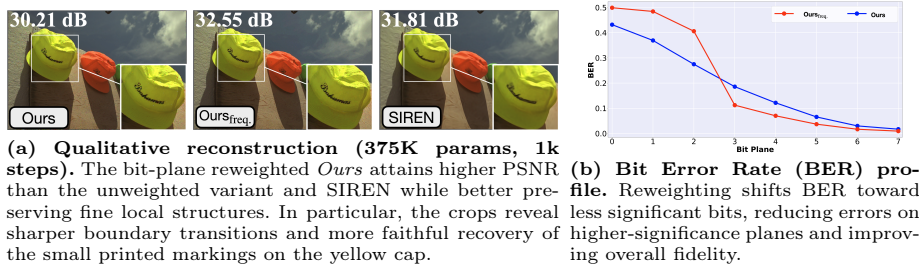 30.21 dB
32.55 dB
31.81 dB
Ours
Ours freq.
SIREN
(a) Qualitative reconstruction (375K params, 1k
steps). The bit-plane reweighted Ours attains higher PSNR
than the unweighted variant and SIREN while better pre-
serving fine local structures. In particular, the crops reveal
sharper boundary transitions and more faithful recovery of
the small printed markings on the yellow cap.
0.5
0.4
0.3
0.2
0.1
0.0
BER
0 1 2 3 4 5 6 7
Bit Plane
Ours freq.
Ours
(b) Bit Error Rate (BER) pro-
file. Reweighting shifts BER toward
less significant bits, reducing errors on
higher-significance planes and improv-
ing overall fidelity.